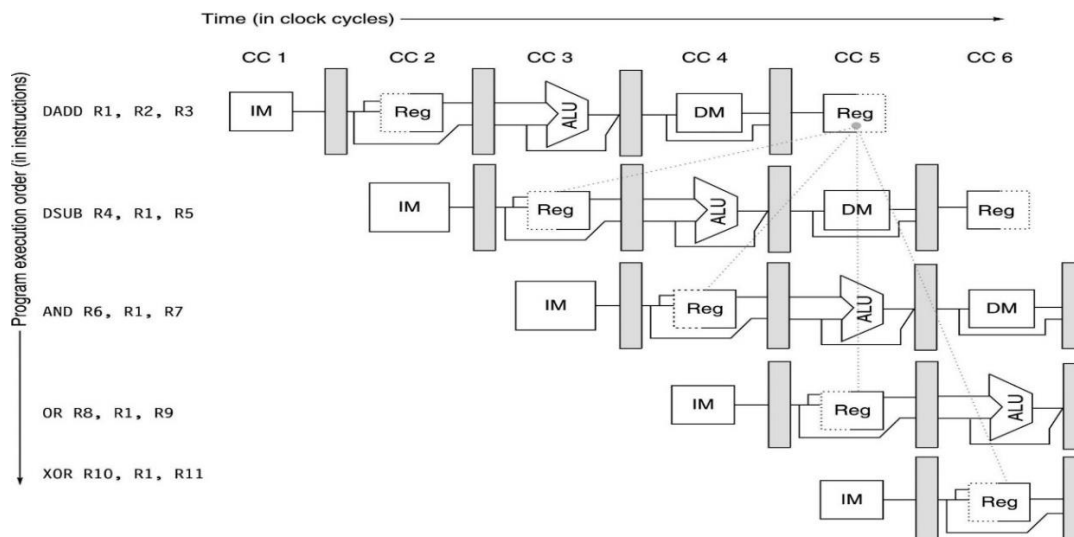 Time (in clock cycles)
CC 1 CC 2 CC 3 CC 4 CC 5 CC 6
Program execution order (in instructions)
DADD R1, R2, R3 IM Reg ALU DM Reg
DSUB R4, R1, R5 IM Reg ALU DM Reg
AND R6, R1, R7 IM Reg ALU DM
OR R8, R1, R9 IM Reg ALU
XOR R10, R1, R11 IM Reg